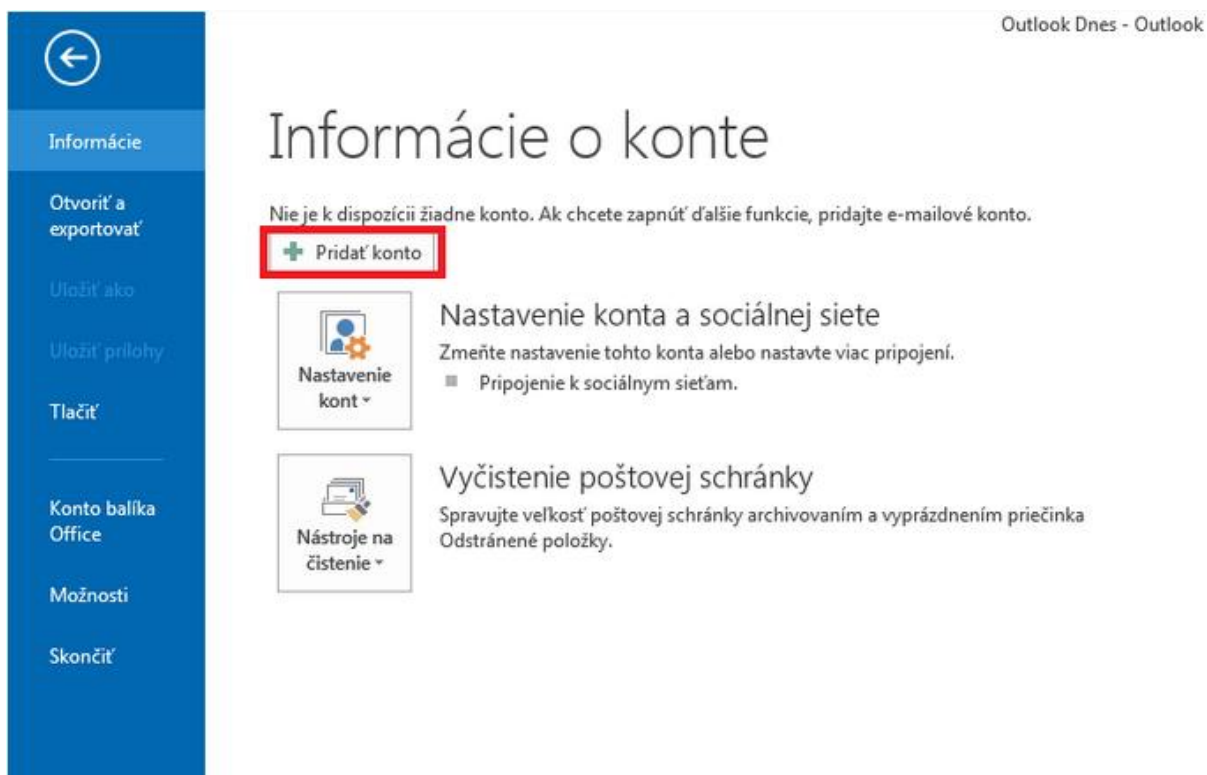 Outlook Dnes - Outlook
Informácie
Otvoriť a
exportovať
Uložiť ako
Uložiť prílohy
Tlačiť
Konto balíka
Office
Možnosti
Skončiť
Informácie o konte
Nie je k dispozícii žiadne konto. Ak chcete zapnúť ďalšie funkcie, pridajte e-mailové konto.
Pridať konto
Nastavenie
kont
Nastavenie konta a sociálnej siete
Zmeňte nastavenie tohto konta alebo nastavte viac pripojení.
Pripojenie k sociálnym sieťam.
Nástroje na
čistenie
Vyčistenie poštovej schránky
Spravujte veľkosť poštovej schránky archivovaním a vyprázdnením priečinka
Odstránené položky.